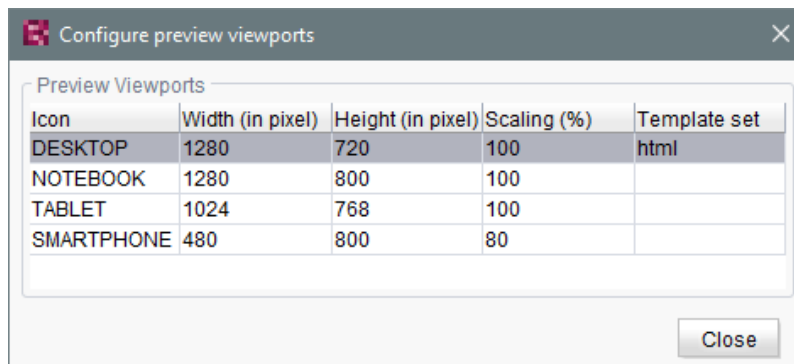 Configure preview viewports
Preview Viewports
Icon Width (in pixel) Height (in pixel) Scaling (%) Template set
DESKTOP 1280 720 100 html
NOTEBOOK 1280 800 100
TABLET 1024 768 100
SMARTPHONE 480 800 80
Close